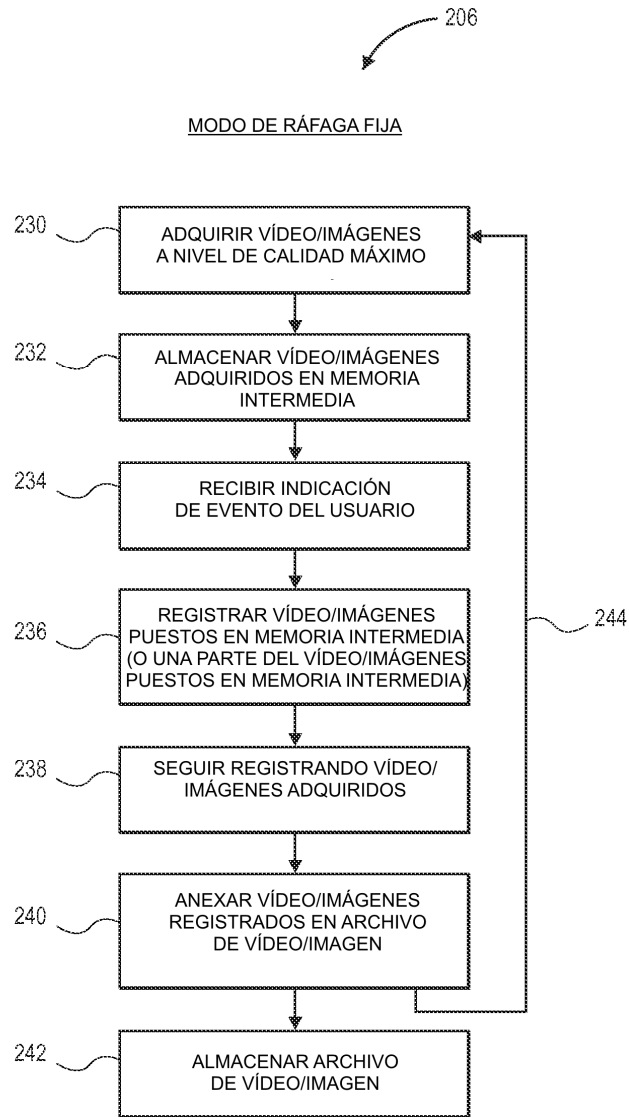 206
MODO DE RÁFAGA FIJA
230
ADQUIRIR VÍDEO/IMÁGENES
A NIVEL DE CALIDAD MÁXIMO
232
ALMACENAR VÍDEO/IMÁGENES
ADQUIRIDOS EN MEMORIA
INTERMEDIA
234
RECIBIR INDICACIÓN
DE EVENTO DEL USUARIO
236
REGISTRAR VÍDEO/IMÁGENES
PUESTOS EN MEMORIA INTERMEDIA
(O UNA PARTE DEL VÍDEO/IMÁGENES
PUESTOS EN MEMORIA INTERMEDIA)
244
238
SEGUIR REGISTRANDO VÍDEO/
IMÁGENES ADQUIRIDOS
240
ANEXAR VÍDEO/IMÁGENES
REGISTRADOS EN ARCHIVO
DE VÍDEO/IMAGEN
242
ALMACENAR ARCHIVO
DE VÍDEO/IMAGEN